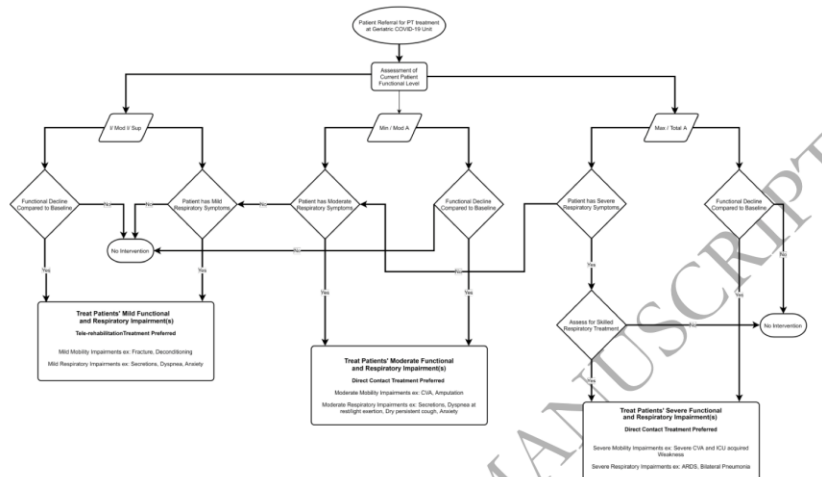 Patient Referral for PT treatment
at Geriatric COVID-19 Unit
Assessment of
Current Patient
Functional Level
I/ Mod I/ Sup
Min / Mod A
Max / Total A
Functional Decline
Compared to Baseline
No
Patient has Mild
Respiratory Symptoms
No
Patient has Moderate
Respiratory Symptoms
Functional Decline
Compared to Baseline
Patient has Severe
Respiratory Symptoms
Functional Decline
Compared to Baseline
No
No Intervention
No
No
Yes
Yes
Yes
Yes
Yes
Yes
Treat Patients' Mild Functional
and Respiratory Impairment(s)
Tele-rehabilitation/Treatment Preferred
Mild Mobility Impairments ex: Fracture, Deconditioning
Mild Respiratory Impairments ex: Secretions, Dyspnea, Anxiety
Assess for Skilled
Respiratory Treatment
No
No Intervention
Yes
Treat Patients' Moderate Functional
and Respiratory Impairment(s)
Direct Contact Treatment Preferred
Moderate Mobility Impairments ex: CVA, Amputation
Moderate Respiratory Impairments ex: Secretions, Dyspnea at
rest/light exertion, Dry persistent cough, Anxiety
Treat Patients' Severe Functional
and Respiratory Impairment(s)
Direct Contact Treatment Preferred
Severe Mobility Impairments ex: Severe CVA and ICU acquired
Weakness
Severe Respiratory Impairments ex: ARDS, Bilateral Pneumonia
MANUSCRIPT